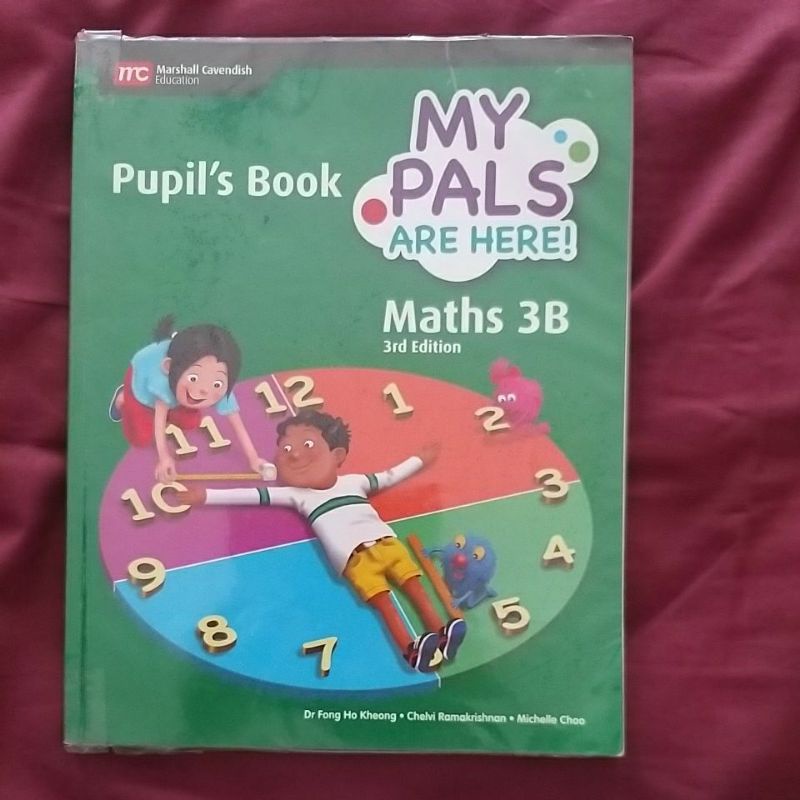 mc Marshall Cavendish
Education
Pupil's Book
MY
PALS
ARE HERE!
Maths 3B
3rd Edition
12
1
11
2
10
3
9
4
8
5
7
Dr Fong Ho Kheong • Chelvi Ramakrishnan • Michelle Choo